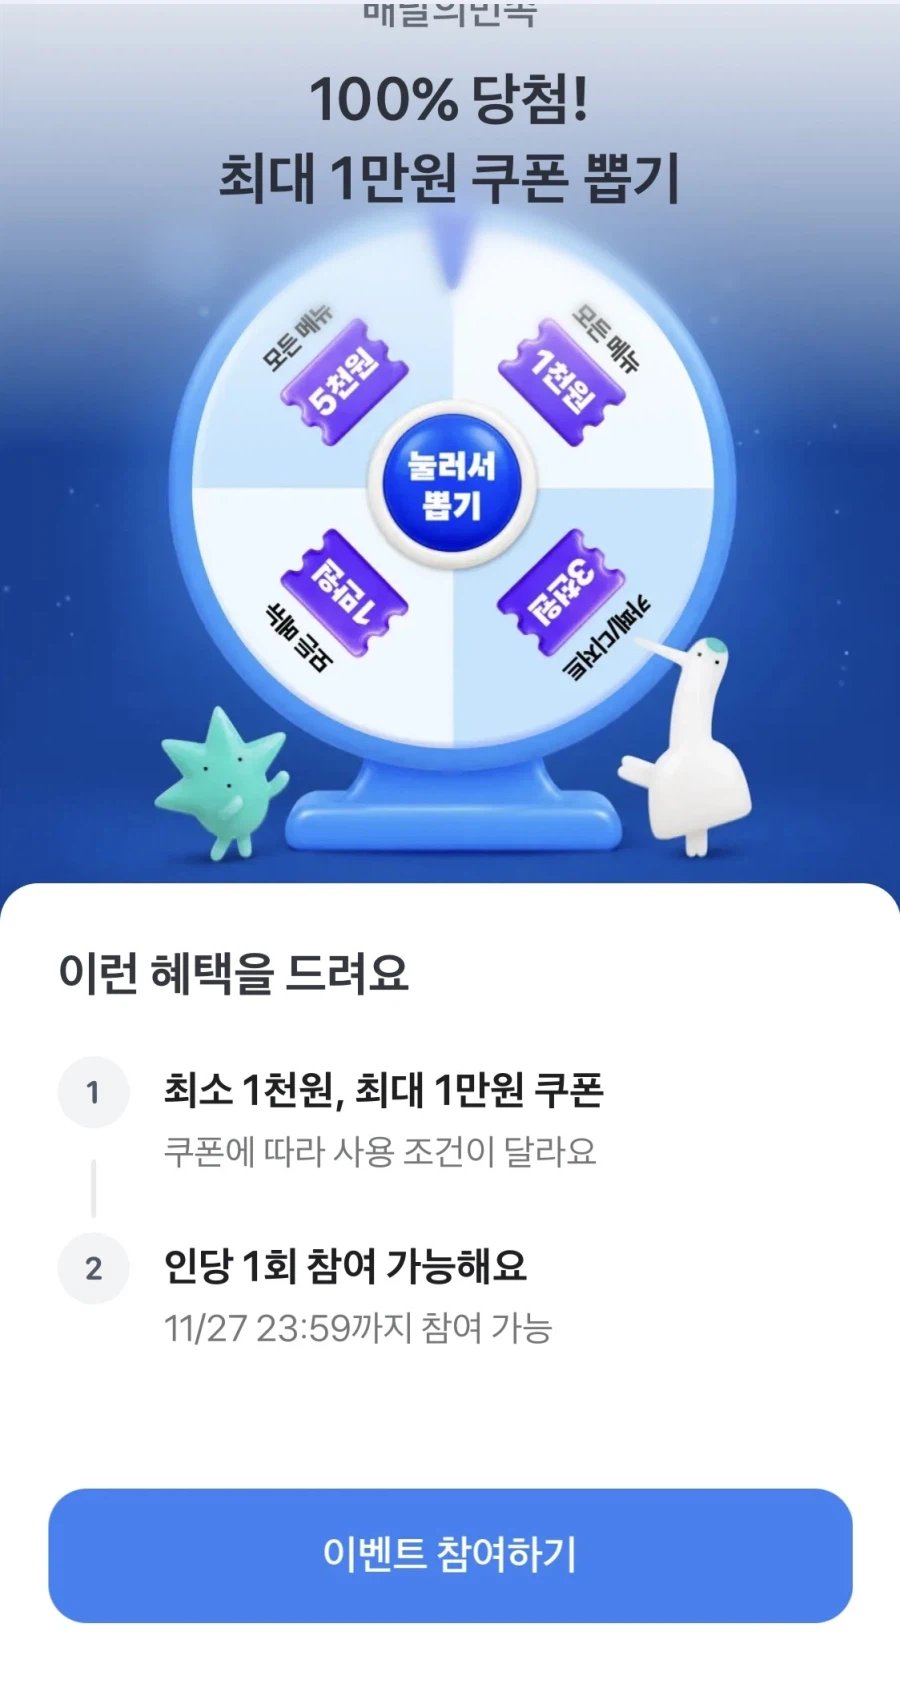 배달의민족
100% 당첨!
최대 1만원 쿠폰 뽑기
모든 메뉴
5천원
모든 메뉴
1천원
눌러서
뽑기
1만원
모든 메뉴
3천원
카페/디저트
이런 혜택을 드려요
1
최소 1천원, 최대 1만원 쿠폰
쿠폰에 따라 사용 조건이 달라요
2
인당 1회 참여 가능해요
11/27 23:59까지 참여 가능
이벤트 참여하기